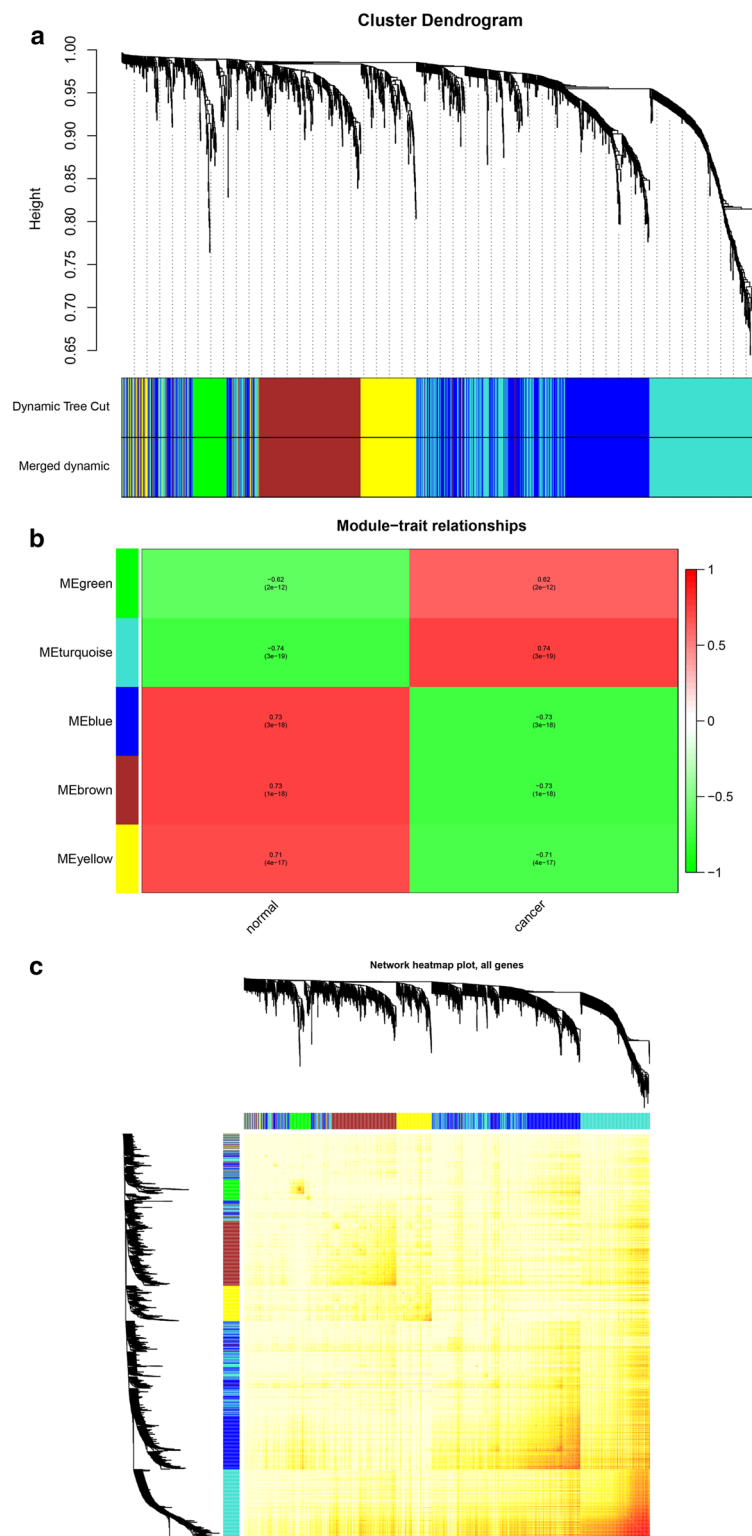 Cluster Dendrogram
a
1.00
0.95
0.90
0.85
0.80
0.75
0.70
0.65
Height
Dynamic Tree Cut
Merged dynamic
b
Module−trait relationships
MEgreen
−0.62
(2e−12)
0.62
(2e−12)
MEturquoise
−0.74
(3e−19)
0.74
(3e−19)
MEblue
0.73
(3e−18)
−0.73
(3e−18)
MEbrown
0.73
(1e−18)
−0.73
(1e−18)
MEyellow
0.71
(4e−17)
−0.71
(4e−17)
1
0.5
0
−0.5
−1
normal
cancer
c
Network heatmap plot, all genes